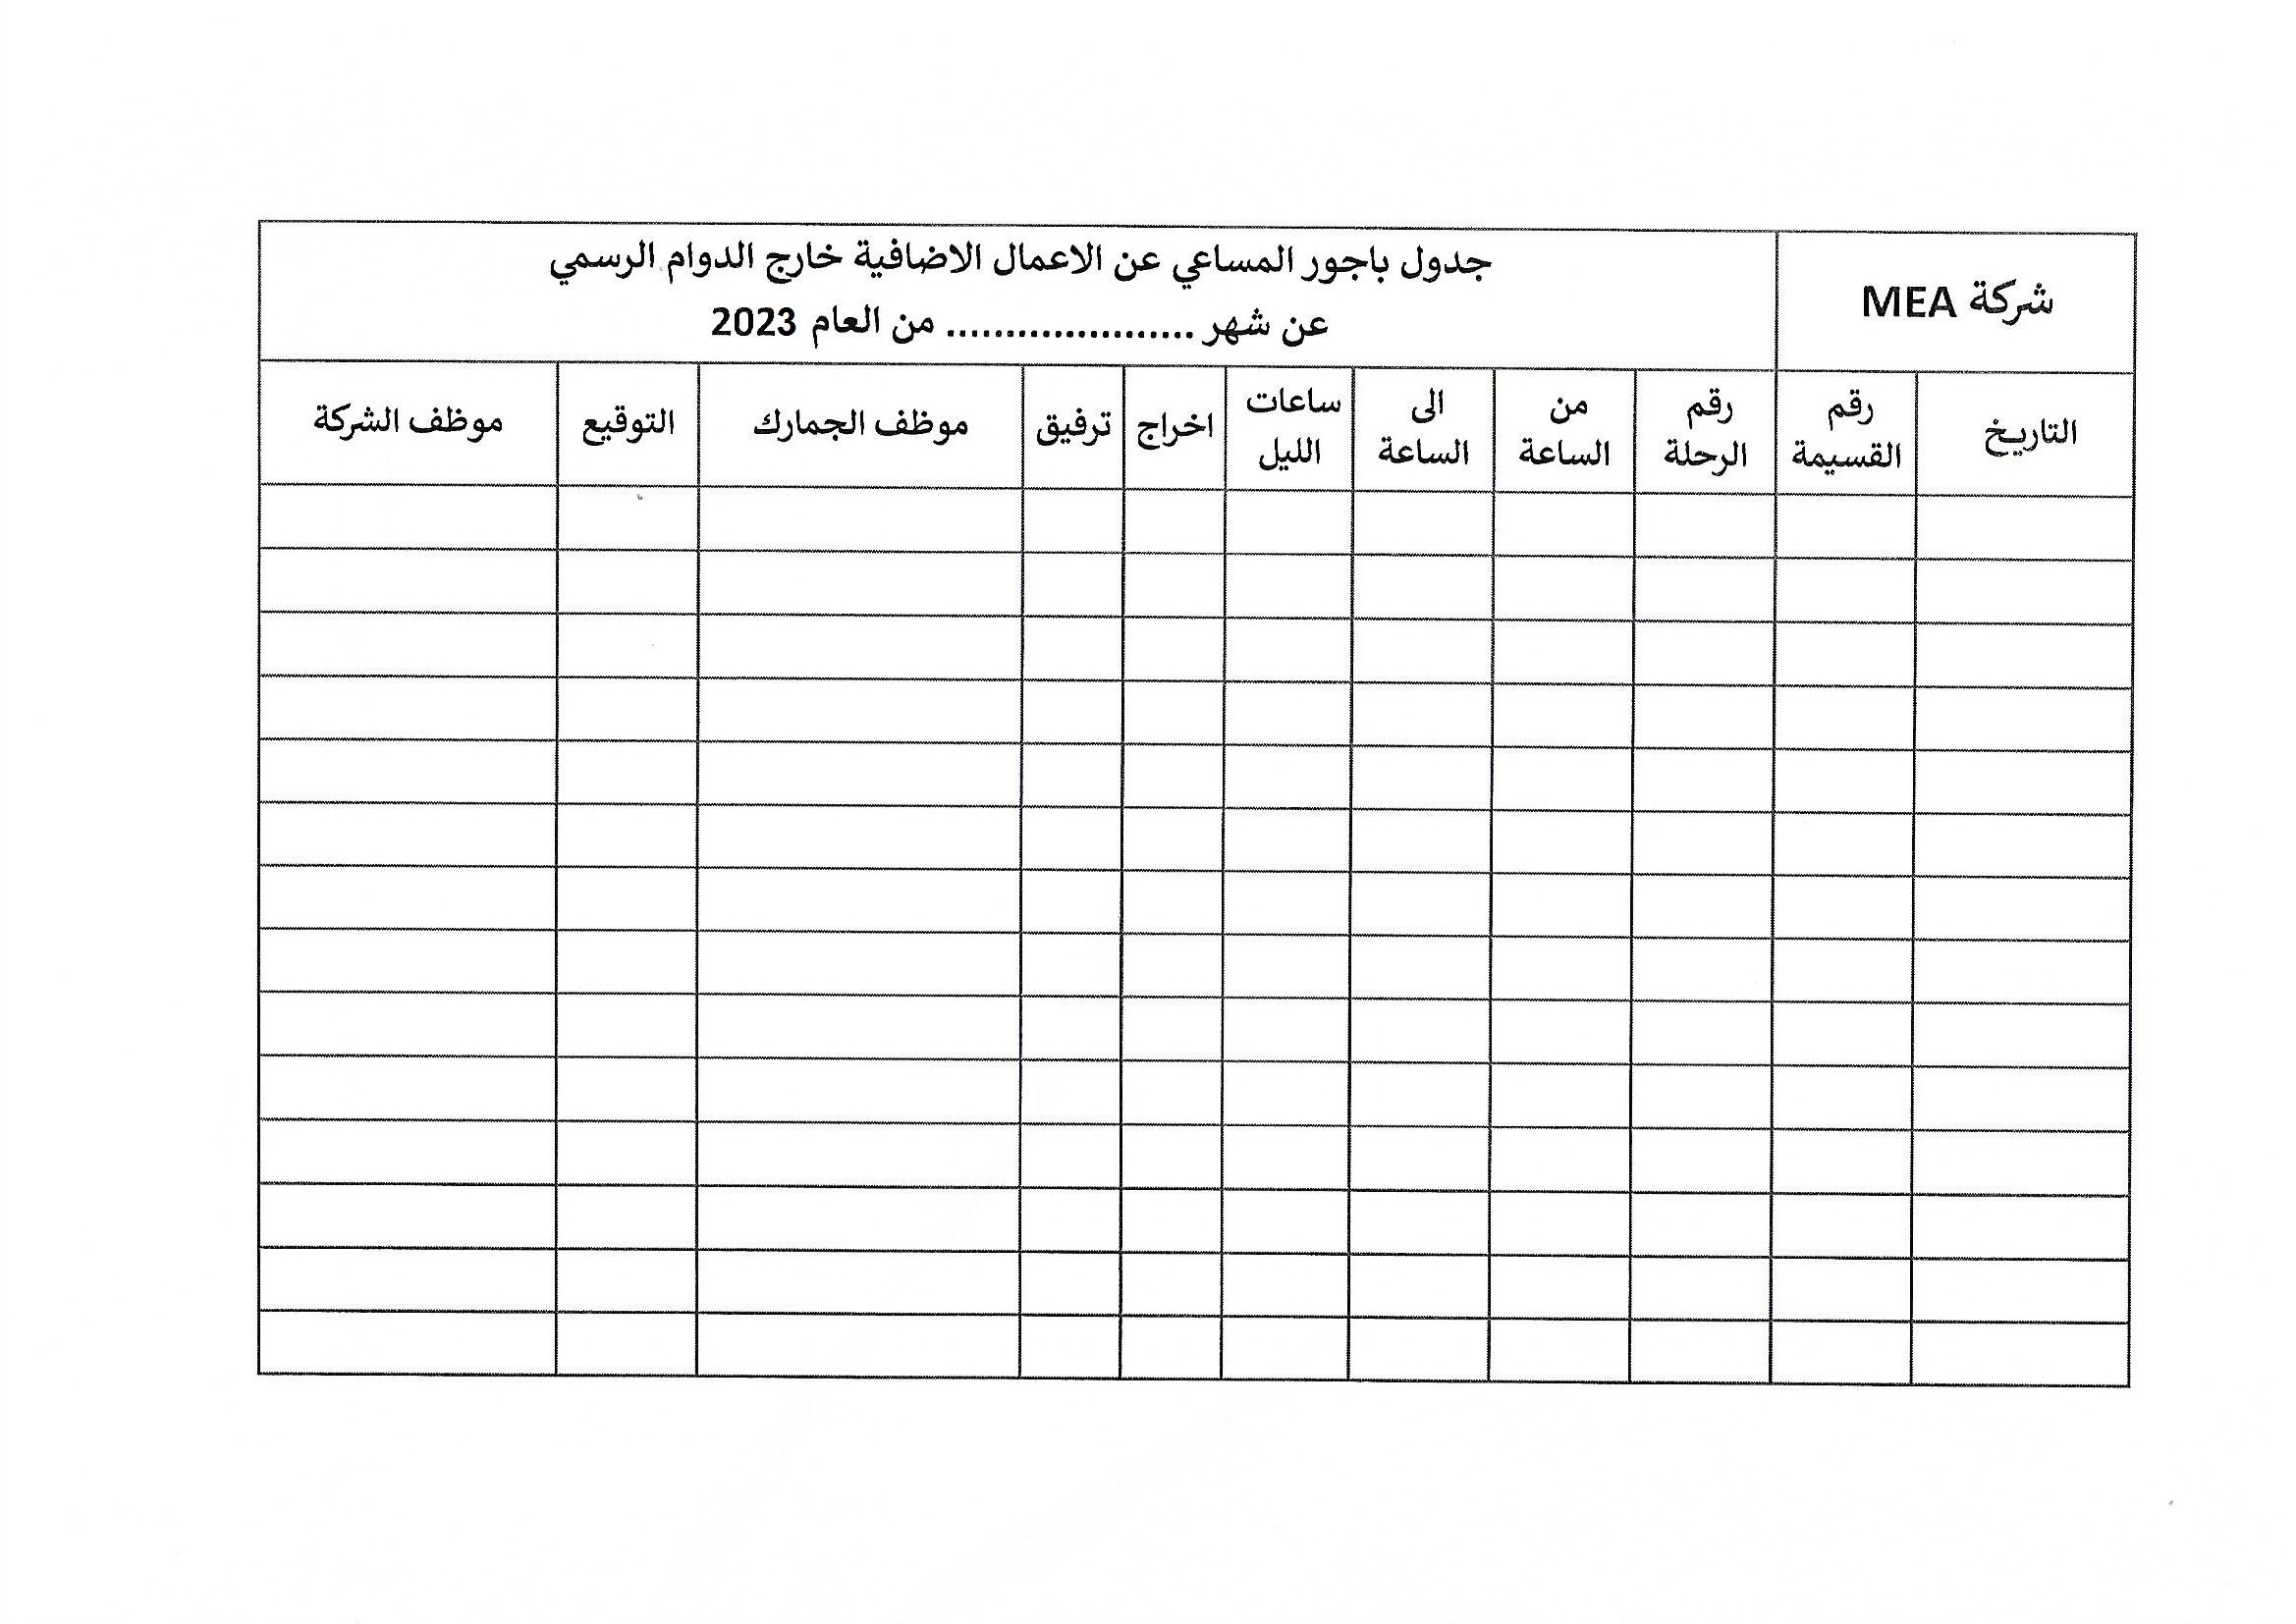 شركة MEA
جدول باجور المساعي عن الاعمال الاضافية خارج الدوام الرسمي
عن شهر ..................... من العام 2023
التاريخ
رقم
القسيمة
رقم
الرحلة
من
الساعة
الى
الساعة
ساعات
الليل
اخراج
ترفيق
موظف الجمارك
التوقيع
موظف الشركة